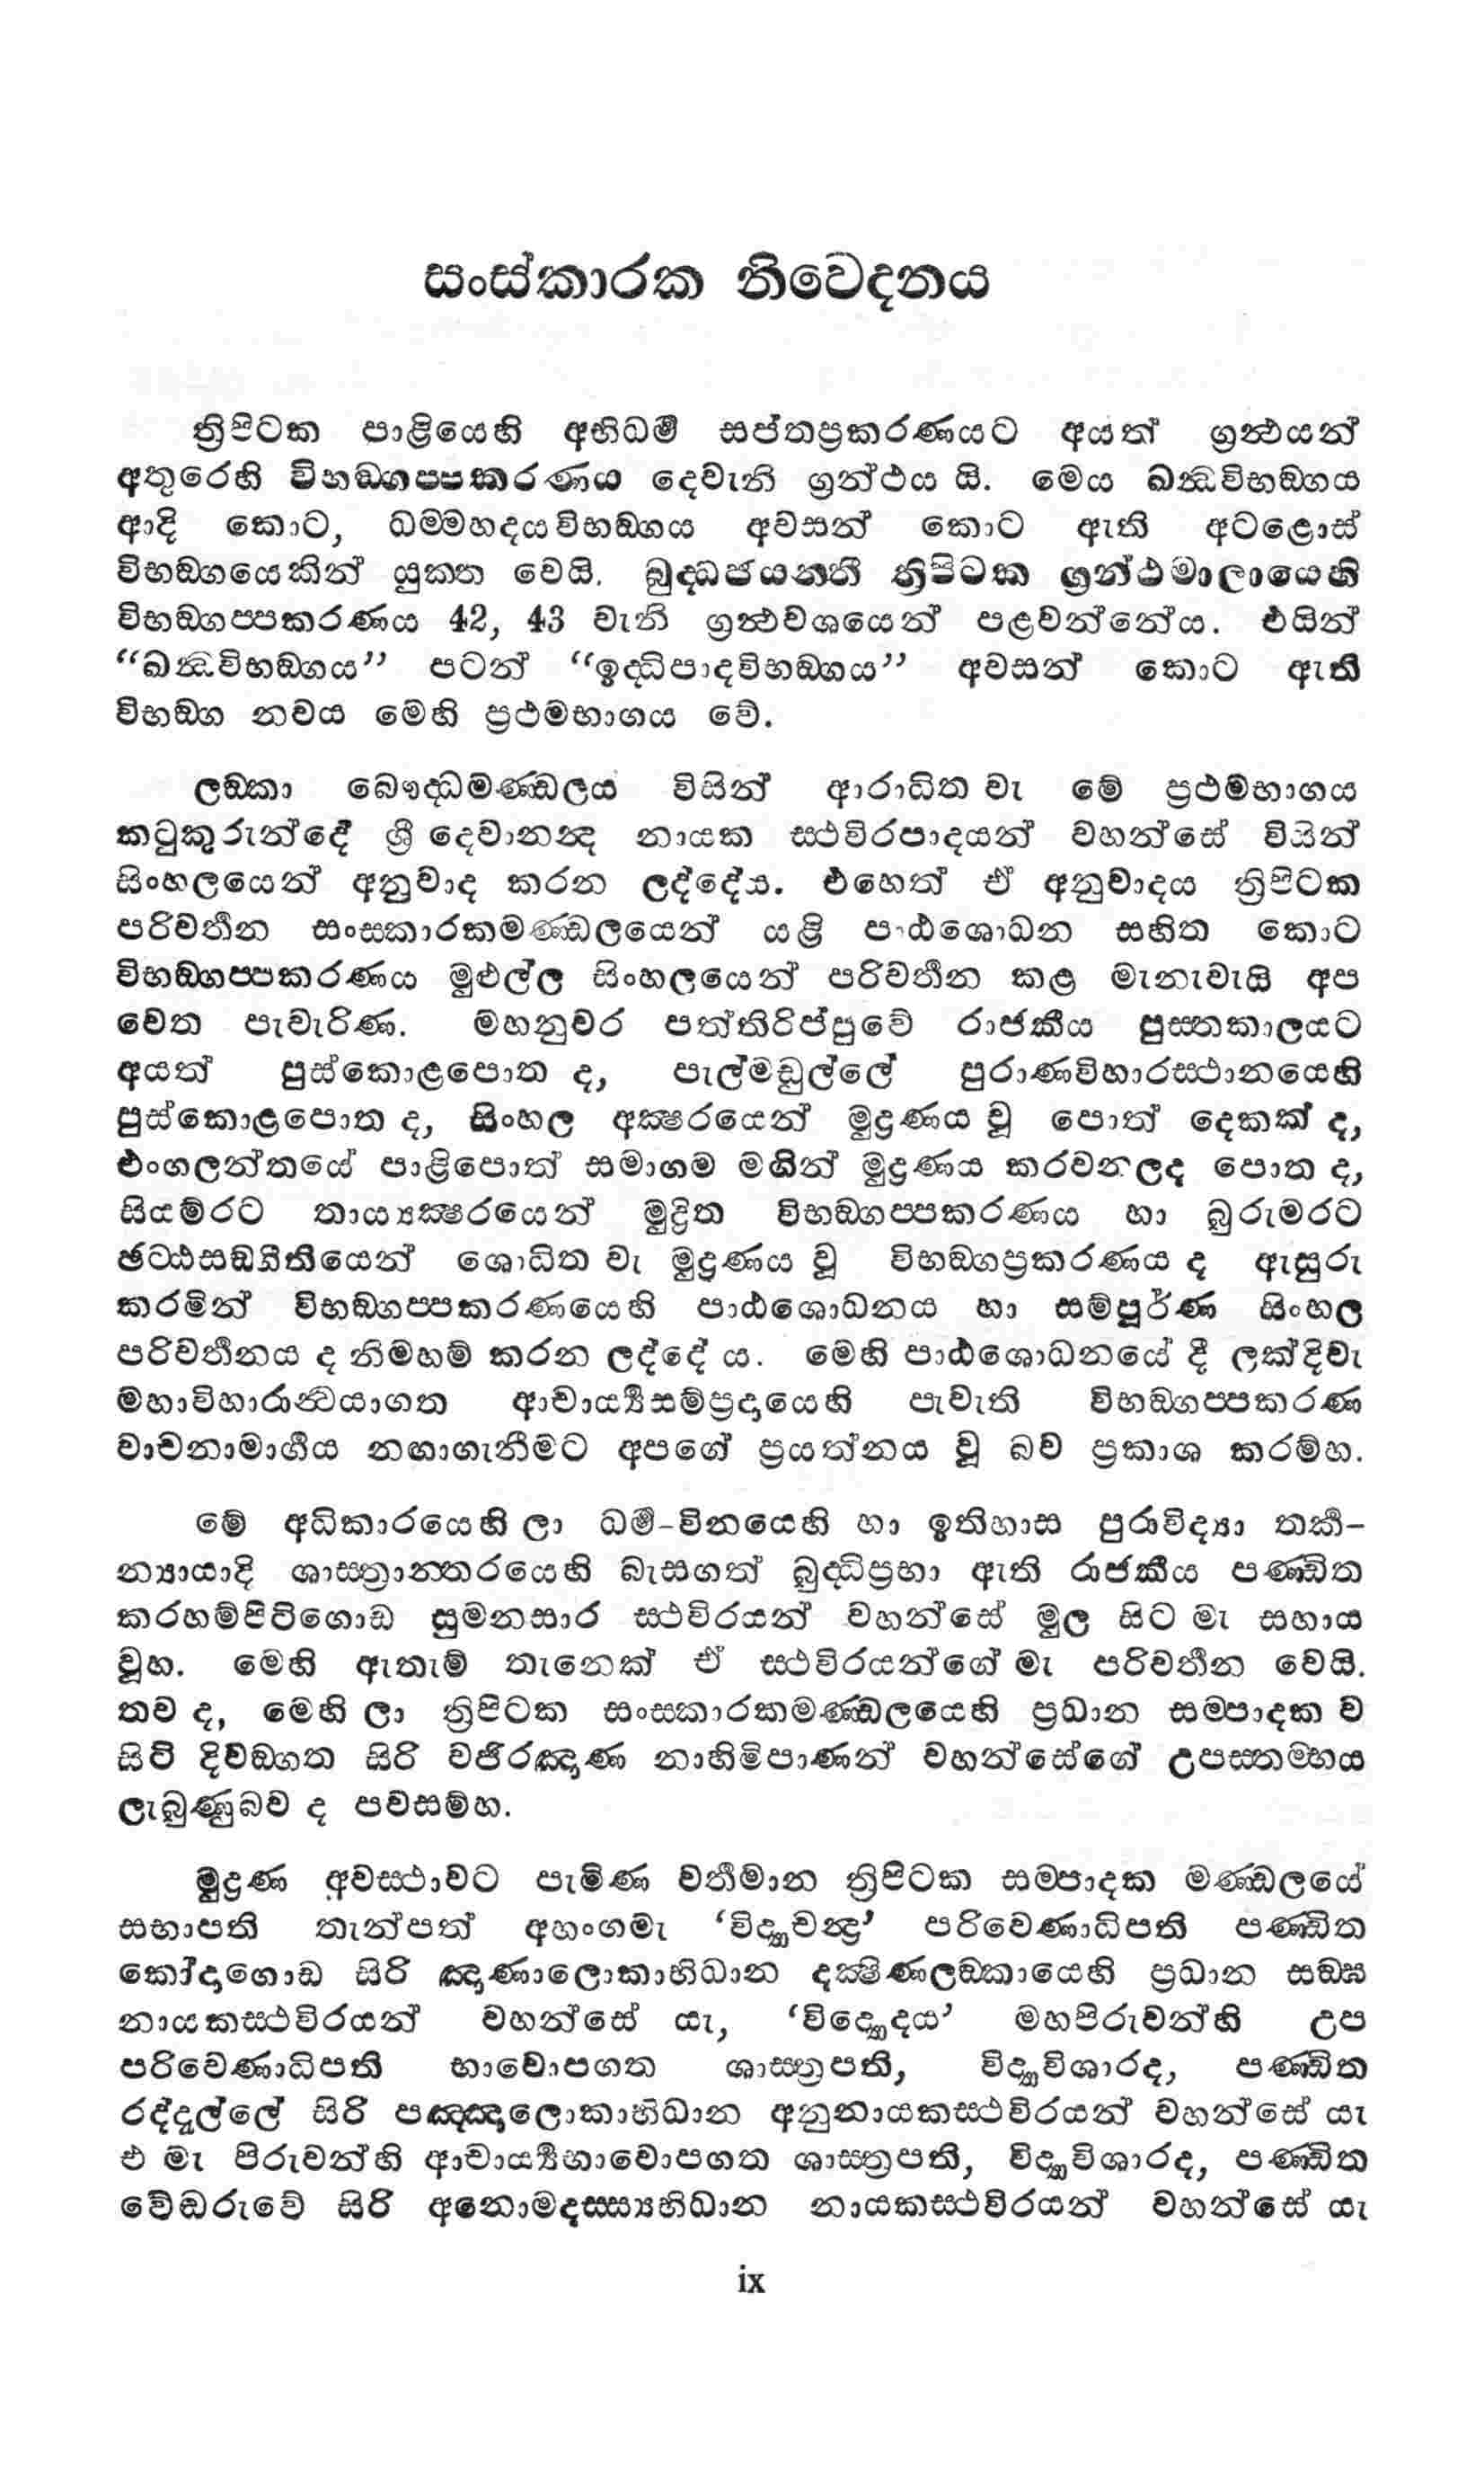 සංස්කාරක නිවෙදනය
ත්‍රිපිටක පාළියෙහි අභිධර්ම සප්තප්‍රකරණයට අයත් ග්‍රන්‍ථයන්
අතුරෙහි විභඞ්ගප්පකරණය දෙවැනි ග්‍රන්ථය යි. මෙය ඛන්‍ධවිභඞ්ගය
ආදි කොට, ධම්මහදයවිභඞ්ගය අවසන් කොට ඇති අටළොස්
විභඞ්ගයෙකින් යුක්ත වෙයි. බුද්ධජයන්ති ත්‍රිපිටක ග්‍රන්ථමාලායෙහි
විභඞ්ගප්පකරණය 42, 43 වැනි ග්‍රන්‍ථවශයෙන් පළවන්නේය. එයින්
“ඛන්‍ධවිභඞ්ගය” පටන් “ඉද්ධිපාදවිභඞ්ගය” අවසන් කොට ඇති
විභඞ්ග නවය මෙහි ප්‍රථමභාගය වේ.
ලඞ්කා බෞද්ධමණ්ඩලය විසින් ආරාධිත වැ මේ ප්‍රථම්භාගය
කටුකුරුන්දේ ශ්‍රී දෙවානන්‍ද නායක ස්ථවිරපාදයන් වහන්සේ විසින්
සිංහලයෙන් අනුවාද කරන ලද්දේය. එහෙත් ඒ අනුවාදය ත්‍රිපිටක
පරිවර්තන සංස්කාරකමණ්ඩලයෙන් යළි පාඨශොධන සහිත කොට
විභඞ්ගප්පකරණය මුළුල්ල සිංහලයෙන් පරිවර්තන කළ මැනැවැයි අප
වෙත පැවැරිණ. මහනුවර පත්තිරිප්පුවේ රාජකීය පුස්තකාලයට
අයත් පුස්කොළපොත ද, පැල්මඩුල්ලේ පුරාණවිහාරස්ථානයෙහි
පුස්කොළපොත ද, සිංහල අක්‍ෂරයෙන් මුද්‍රණය වූ පොත් දෙකක් ද,
එංගලන්තයේ පාළිපොත් සමාගම මගින් මුද්‍රණය කරවනලද පොත ද,
සියම්රට තාය්‍යක්‍ෂරයෙන් මුද්‍රිත විභඞ්ගප්පකරණය හා බුරුමරට
ඡට්ඨසඞ්ගීතියෙන් ශොධිත වැ මුද්‍රණය වූ විභඞ්ගප්‍රකරණය ද ඇසුරු
කරමින් විභඞ්ගප්පකරණයෙහි පාඨශොධනය හා සම්පූර්ණ සිංහල
පරිවර්තනය ද නිමහම් කරන ලද්දේ ය. මෙහි පාඨශොධනයේ දී ලක්දිවැ
මහාවිහාරාන්‍වයාගත ආචාර්‍ය්‍යසම්ප්‍රදායෙහි පැවැති විභඞ්ගප්පකරණ
වාචනාමාර්ගය නඟාගැනීමට අපගේ ප්‍රයත්නය වූ බව ප්‍රකාශ කරම්හ.
මේ අධිකාරයෙහි ලා ධර්ම-විනයෙහි හා ඉතිහාස පුරාවිද්‍යා තර්ක-
න්‍යායාදි ශාස්ත්‍රාන්තරයෙහි බැසගත් බුද්ධිප්‍රභා ඇති රාජකීය පණ්ඩිත
කරහම්පිටිගොඩ සුමනසාර ස්ථවිරයන් වහන්සේ මුල සිට මැ සහාය
වූහ. මෙහි ඇතැම් තැනෙක් ඒ ස්ථවිරයන්ගේ මැ පරිවර්තන වෙයි.
තව ද, මෙහි ලා ත්‍රිපිටක සංස්කාරකමණ්ඩලයෙහි ප්‍රධාන සම්පාදක ව
සිටි දිවඞ්ගත සිරි වජිරඤාණ නාහිමිපාණන් වහන්සේගේ උපස්තම්භය
ලැබුණුබව ද පවසම්හ.
මුද්‍රණ අවස්ථාවට පැමිණ වර්තමාන ත්‍රිපිටක සම්පාදක මණ්ඩලයේ
සභාපති තැන්පත් අහංගමැ ‘විද්‍යාචන්‍ද්‍ර’ පරිවෙණාධිපති පණ්ඩිත
කෝදාගොඩ සිරි ඤාණාලොකාභිධාන දක්‍ෂිණලඞ්කායෙහි ප්‍රධාන සඞ්ඝ
නායකස්ථවිරයන් වහන්සේ යැ, ‘විද්‍යොදය’ මහපිරුවන්හි උප
පරිවෙණාධිපති භාවොපගත ශාස්ත්‍රපති, විද්‍යාවිශාරද, පණ්ඩිත
රද්දැල්ලේ සිරි පඤ්ඤාලොකාභිධාන අනුනායකස්ථවිරයන් වහන්සේ යැ
එ මැ පිරුවන්හි ආචාර්‍ය්‍යභාවොපගත ශාස්ත්‍රපති, විද්‍යාවිශාරද, පණ්ඩිත
වේඬරුවේ සිරි අනොමදස්ස්‍යභිධාන නායකස්ථවිරයන් වහන්සේ යැ
ix